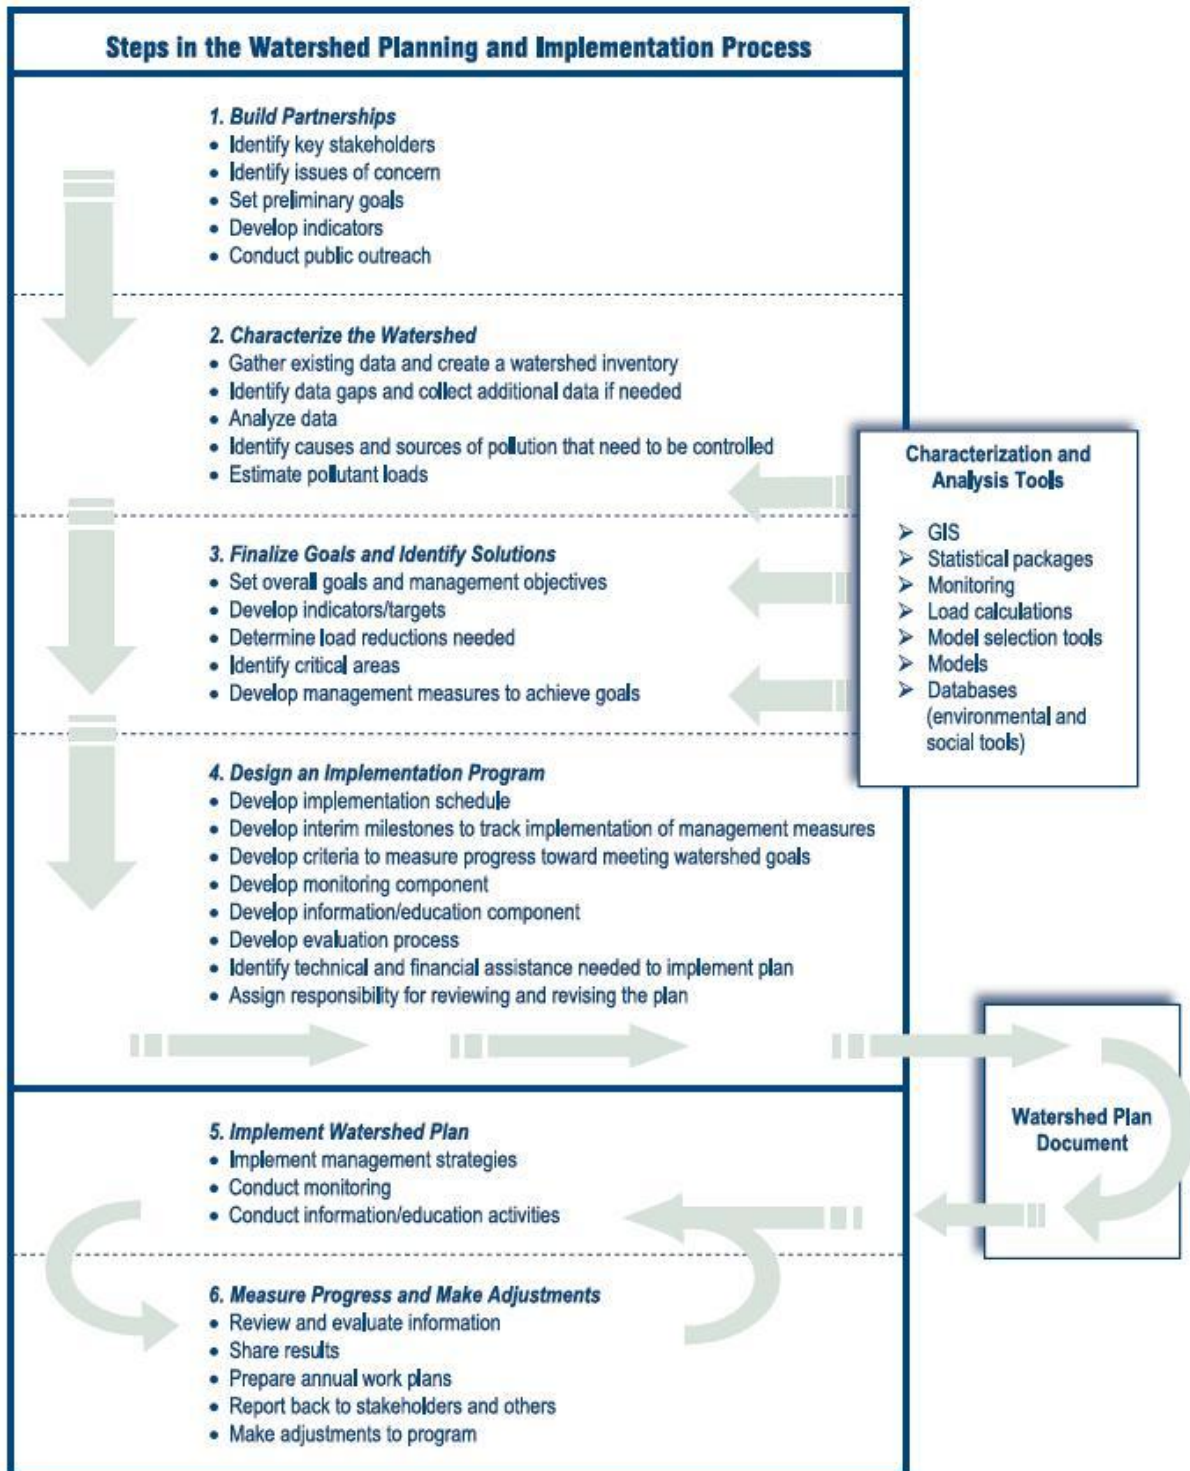 Steps in the Watershed Planning and Implementation Process
1. Build Partnerships
• Identify key stakeholders
• Identify issues of concern
• Set preliminary goals
• Develop indicators
• Conduct public outreach
2. Characterize the Watershed
• Gather existing data and create a watershed inventory
• Identify data gaps and collect additional data if needed
• Analyze data
• Identify causes and sources of pollution that need to be controlled
• Estimate pollutant loads
3. Finalize Goals and Identify Solutions
• Set overall goals and management objectives
• Develop indicators/targets
• Determine load reductions needed
• Identify critical areas
• Develop management measures to achieve goals
Characterization and
Analysis Tools
➢ GIS
➢ Statistical packages
➢ Monitoring
➢ Load calculations
➢ Model selection tools
➢ Models
➢ Databases
(environmental and
social tools)
4. Design an Implementation Program
• Develop implementation schedule
• Develop interim milestones to track implementation of management measures
• Develop criteria to measure progress toward meeting watershed goals
• Develop monitoring component
• Develop information/education component
• Develop evaluation process
• Identify technical and financial assistance needed to implement plan
• Assign responsibility for reviewing and revising the plan
Watershed Plan
Document
5. Implement Watershed Plan
• Implement management strategies
• Conduct monitoring
• Conduct information/education activities
6. Measure Progress and Make Adjustments
• Review and evaluate information
• Share results
• Prepare annual work plans
• Report back to stakeholders and others
• Make adjustments to program